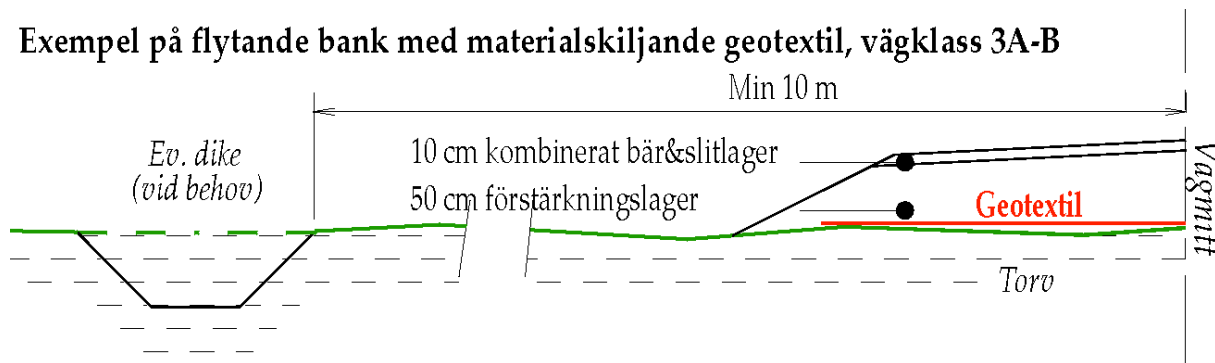 Exempel på flytande bank med materialskiljande geotextil, vägklass 3A-B
Min 10 m
Ev. dike
(vid behov)
10 cm kombinerat bär&slitlager
50 cm förstärkningslager
Geotextil
Vägmitt
Torv